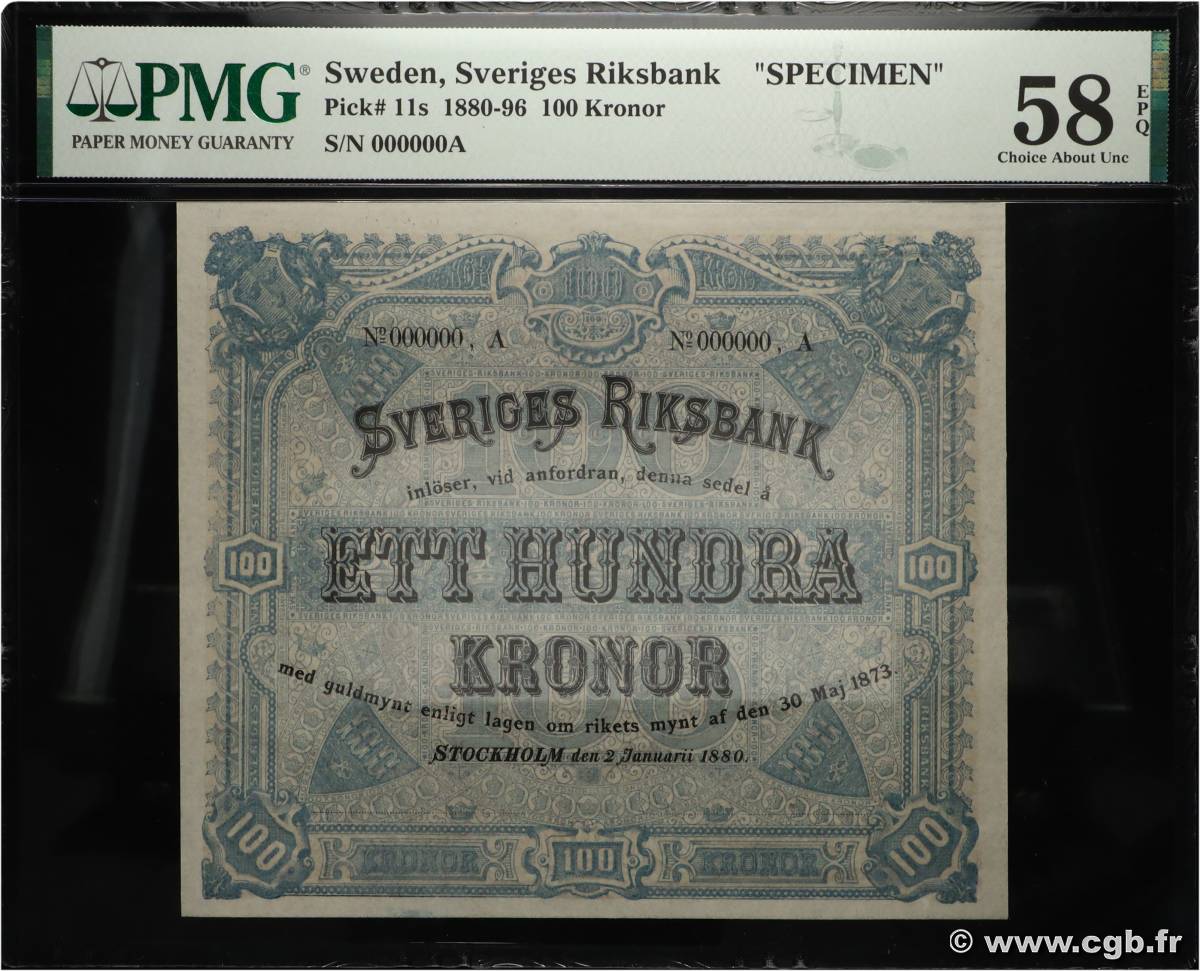 PMG®
PAPER MONEY GUARANTY
Sweden, Sveriges Riksbank "SPECIMEN"
Pick# 11s 1880-96 100 Kronor
S/N 000000A
58
EPQ
Choice About Unc
100
Nº 000000, A
Nº 000000, A
SVERIGES RIKSBANK
inlöser, vid anfordran, denna sedel å
ETT HUNDRA
100
100
KRONOR
med guldmynt enligt lagen om rikets mynt af den 30 Maj 1873.
STOCKHOLM den 2 Januarii 1880.
100
KRONOR
100
KRONOR
100
© www.cgb.fr